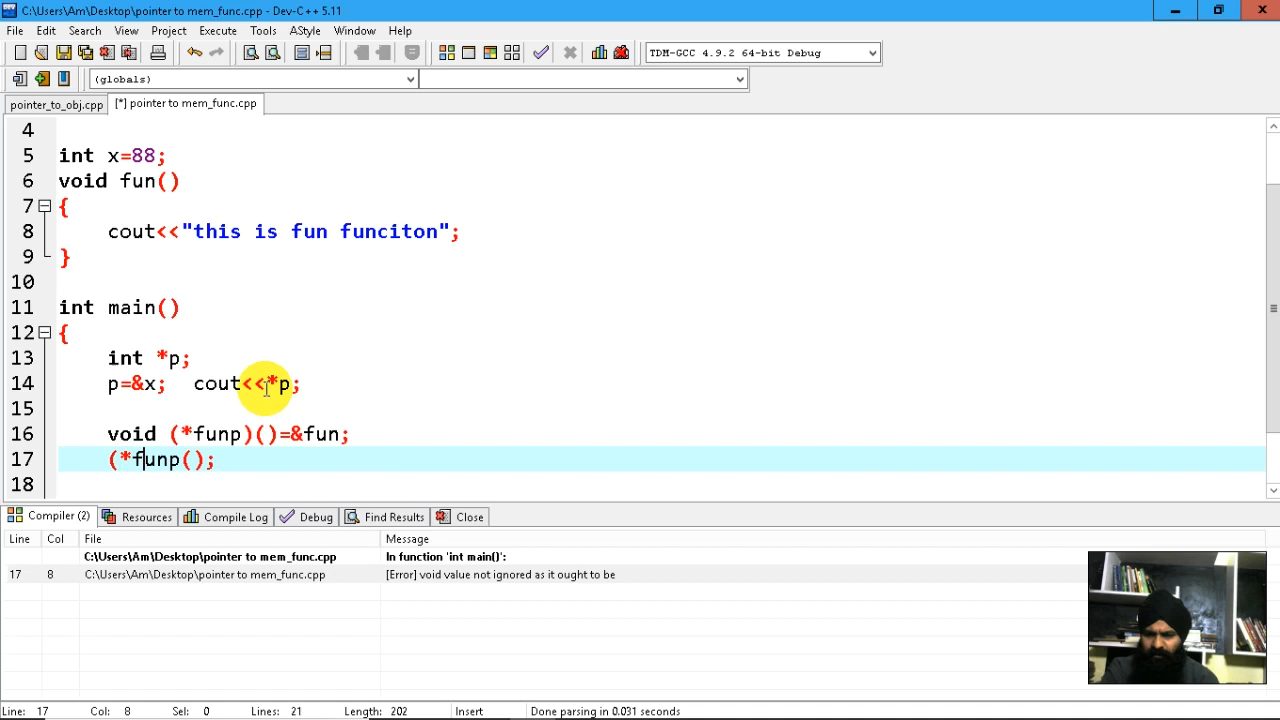 C:\Users\Am\Desktop\pointer to mem_func.cpp - Dev-C++ 5.11
File Edit Search View Project Execute Tools AStyle Window Help
TDM-GCC 4.9.2 64-bit Debug
(globals)
pointer_to_obj.cpp [*] pointer to mem_func.cpp
4
5 int x=88;
6 void fun()
7 {
8 cout<<"this is fun funciton";
9 }
10
11 int main()
12 {
13 int *p;
14 p=&x; cout<<*p;
15
16 void (*funp)()=&fun;
17 (*funp();
18
Compiler (2) Resources Compile Log Debug Find Results Close
Line Col File Message
C:\Users\Am\Desktop\pointer to mem_func.cpp In function 'int main()':
17 8 C:\Users\Am\Desktop\pointer to mem_func.cpp [Error] void value not ignored as it ought to be
Line: 17 Col: 8 Sel: 0 Lines: 21 Length: 202 Insert Done parsing in 0.031 seconds